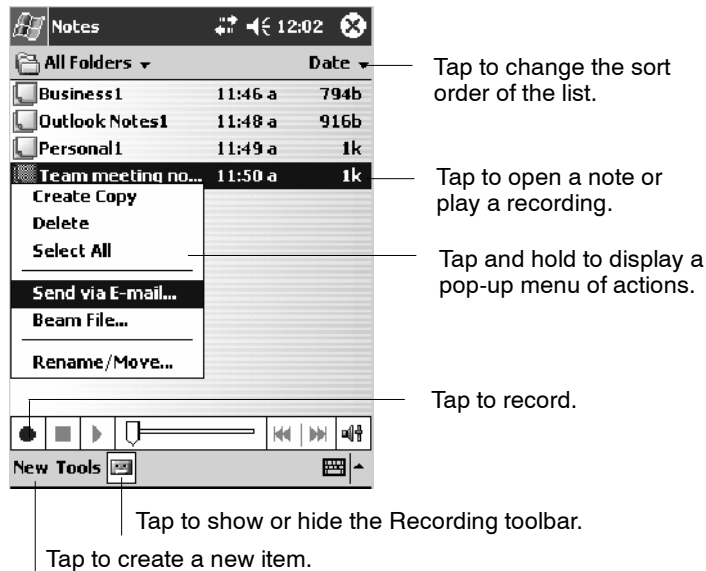 Notes 12:02
All Folders Date
Tap to change the sort
order of the list.
Business1 11:46 a 794b
Outlook Notes1 11:48 a 916b
Personal1 11:49 a 1k
Team meeting no... 11:50 a 1k
Tap to open a note or
play a recording.
Create Copy
Delete
Select All
Tap and hold to display a
pop-up menu of actions.
Send via E-mail...
Beam File...
Rename/Move...
Tap to record.
New Tools
Tap to show or hide the Recording toolbar.
Tap to create a new item.